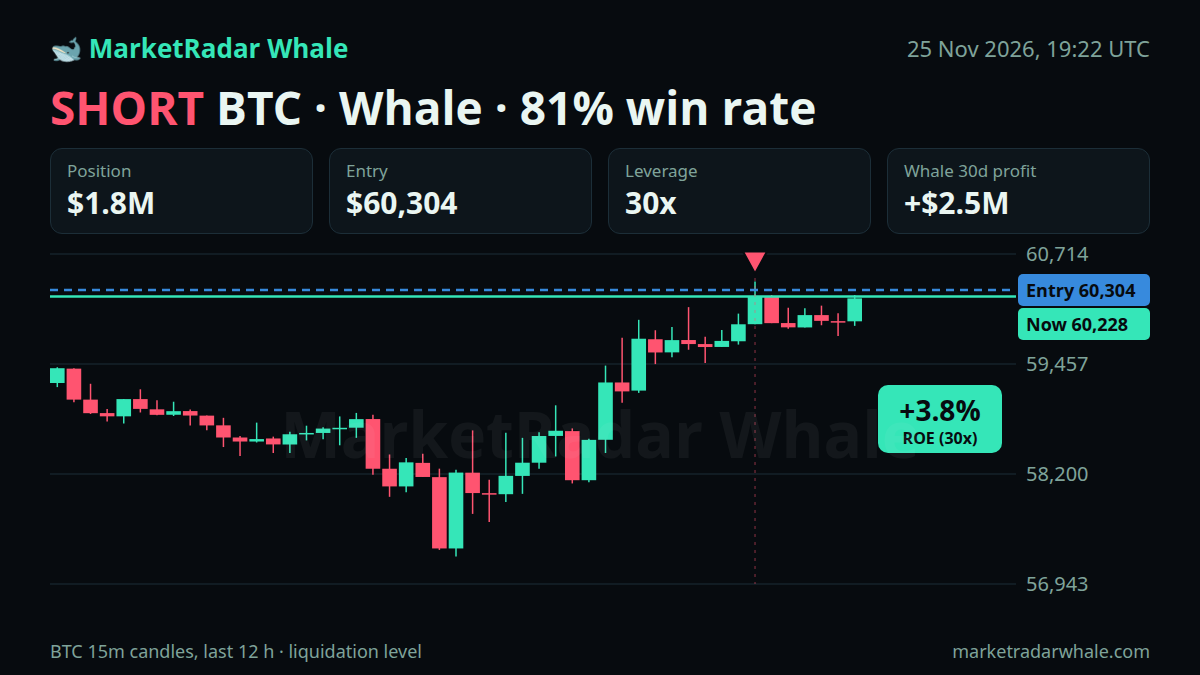 🐋 MarketRadar Whale
25 Nov 2026, 19:22 UTC
SHORT BTC · Whale · 81% win rate
Position
$1.8M
Entry
$60,304
Leverage
30x
Whale 30d profit
+$2.5M
60,714
Entry 60,304
Now 60,228
59,457
+3.8%
ROE (30x)
MarketRadar Whale
58,200
56,943
BTC 15m candles, last 12 h · liquidation level
marketradarwhale.com